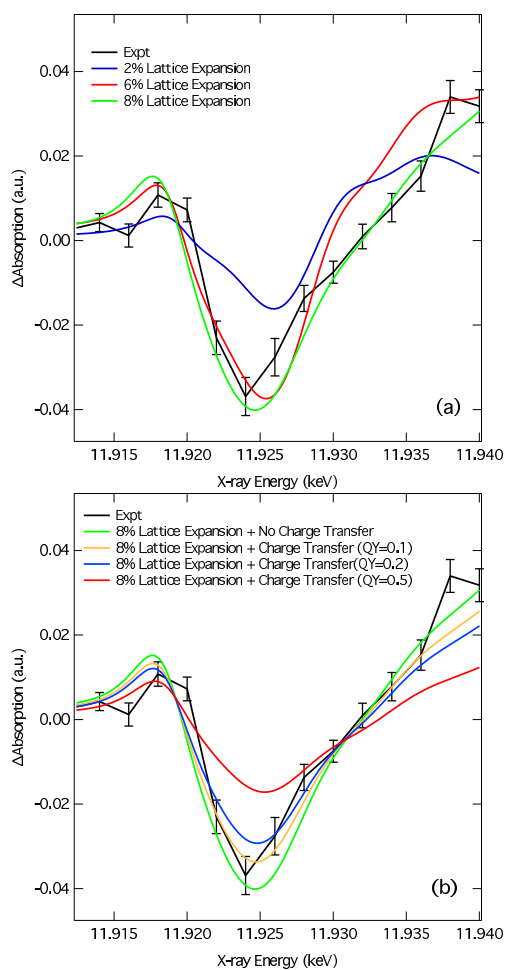 Expt
2% Lattice Expansion
6% Lattice Expansion
8% Lattice Expansion
0.04
0.02
0.00
-0.02
-0.04
ΔAbsorption (a.u.)
(a)
11.915 11.920 11.925 11.930 11.935 11.940
X-ray Energy (keV)
Expt
8% Lattice Expansion + No Charge Transfer
8% Lattice Expansion + Charge Transfer (QY=0.1)
8% Lattice Expansion + Charge Transfer(QY=0.2)
8% Lattice Expansion + Charge Transfer (QY=0.5)
0.04
0.02
0.00
-0.02
-0.04
ΔAbsorption (a.u.)
(b)
11.915 11.920 11.925 11.930 11.935 11.940
X-ray Energy (keV)